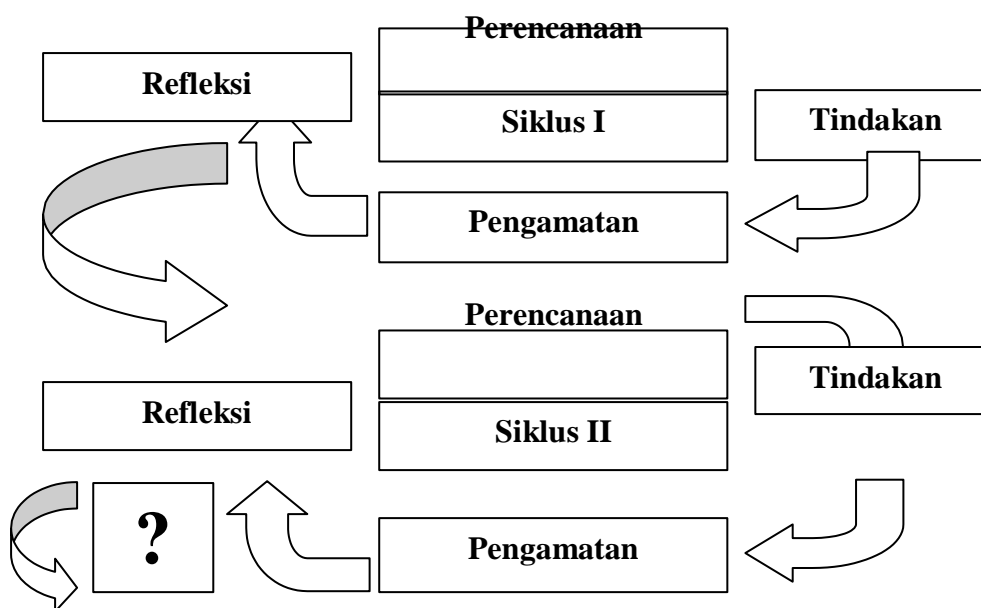 Perencanaan
Refleksi
Siklus I
Tindakan
Pengamatan
Perencanaan
Tindakan
Refleksi
Siklus II
?
Pengamatan